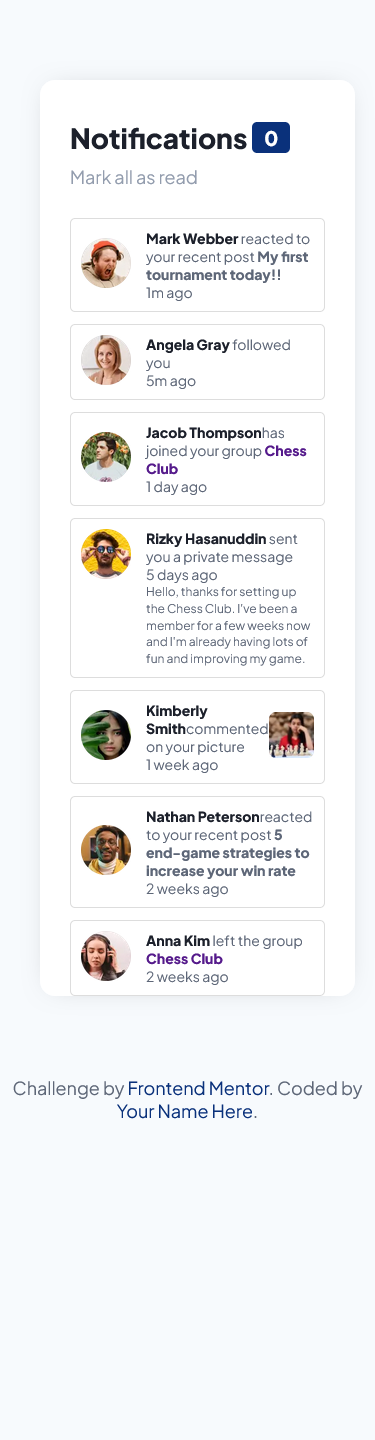 Notifications 0
Mark all as read
Mark Webber reacted to
your recent post My first
tournament today!!
1m ago
Angela Gray followed
you
5m ago
Jacob Thompsonhas
joined your group Chess
Club
1 day ago
Rizky Hasanuddin sent
you a private message
5 days ago
Hello, thanks for setting up
the Chess Club. I've been a
member for a few weeks now
and I'm already having lots of
fun and improving my game.
Kimberly
Smithcommented
on your picture
1 week ago
Nathan Petersonreacted
to your recent post 5
end-game strategies to
increase your win rate
2 weeks ago
Anna Kim left the group
Chess Club
2 weeks ago
Challenge by Frontend Mentor. Coded by
Your Name Here.